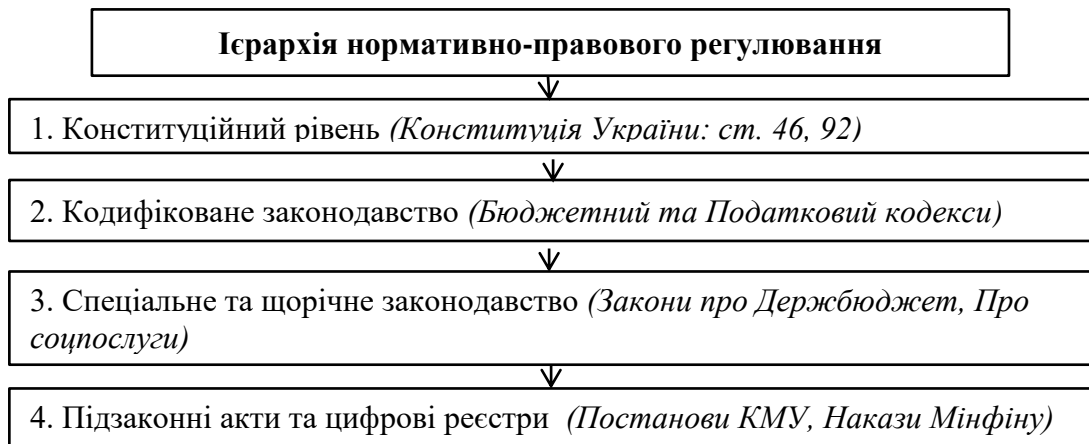 Ієрархія нормативно-правового регулювання
1. Конституційний рівень (Конституція України: ст. 46, 92)
2. Кодифіковане законодавство (Бюджетний та Податковий кодекси)
3. Спеціальне та щорічне законодавство (Закони про Держбюджет, Про
соцпослуги)
4. Підзаконні акти та цифрові реєстри (Постанови КМУ, Накази Мінфіну)